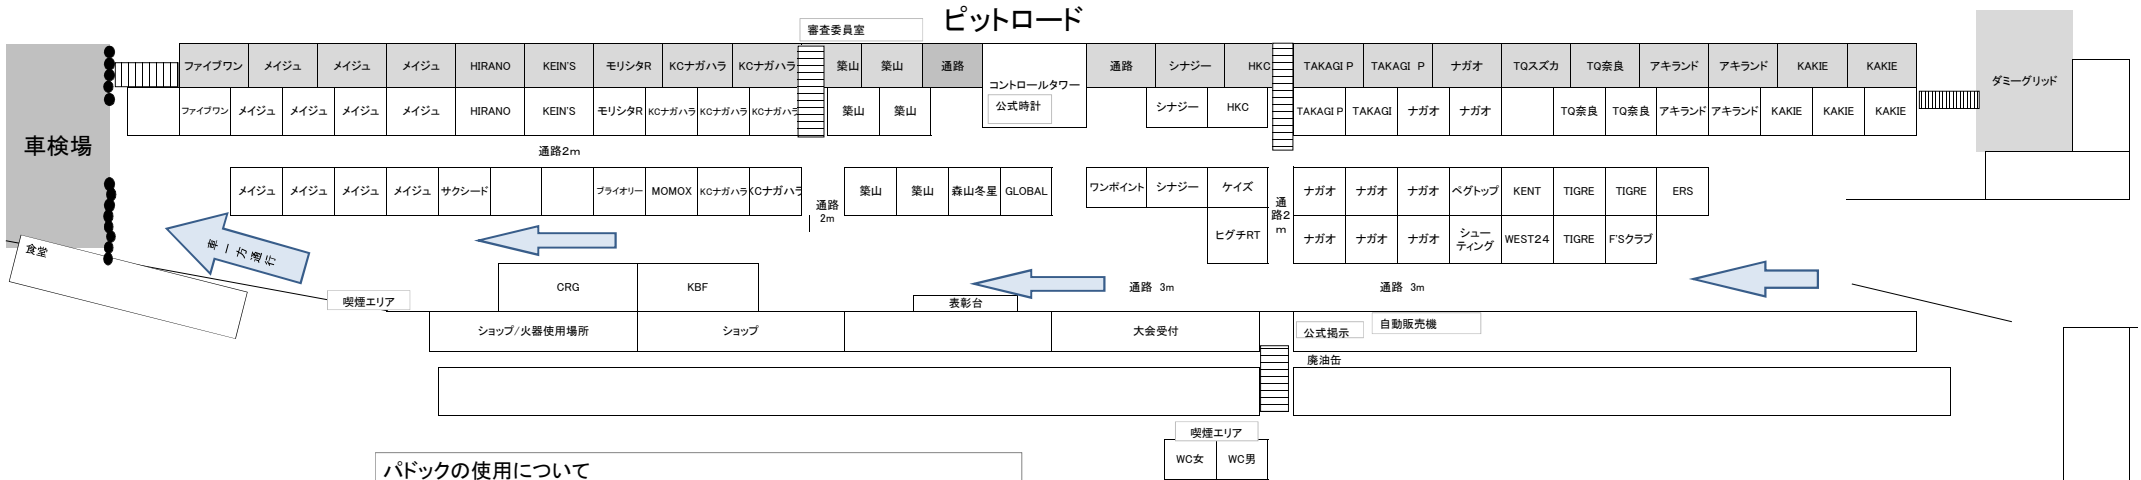 ピットロード
審査委員室
ファイブワン メイジュ メイジュ メイジュ HIRANO KEIN'S モリシタR KCナガハラ KCナガハラ 築山 築山 通路 コントロールタワー 通路 シナジー HKC TAKAGI P TAKAGI P ナガオ TQスズカ TQ奈良 アキランド アキランド KAKIE KAKIE ダミーグリッド
ファイブワン メイジュ メイジュ メイジュ HIRANO KEIN'S モリシタR KCナガハラ KCナガハラ KCナガハラ 築山 築山 公式時計 シナジー HKC TAKAGI P TAKAGI ナガオ ナガオ TQ奈良 TQ奈良 アキランド アキランド KAKIE KAKIE KAKIE
車検場
通路2m
メイジュ メイジュ メイジュ メイジュ サクシード ブライオリー MOMOX KCナガハラ KCナガハラ 築山 築山 森山冬星 GLOBAL ワンポイント シナジー ケイズ ナガオ ナガオ ナガオ ペグトップ KENT TIGRE TIGRE ERS
通路
2m
通
路2
m
ヒグチRT ナガオ ナガオ ナガオ シュー
ティング WEST24 TIGRE F'Sクラブ
車一方通行
食堂
CRG KBF 通路 3m 通路 3m
喫煙エリア 表彰台
ショップ/火器使用場所 ショップ 大会受付 公式掲示 自動販売機
廃油缶
喫煙エリア
WC女 WC男
パドックの使用について